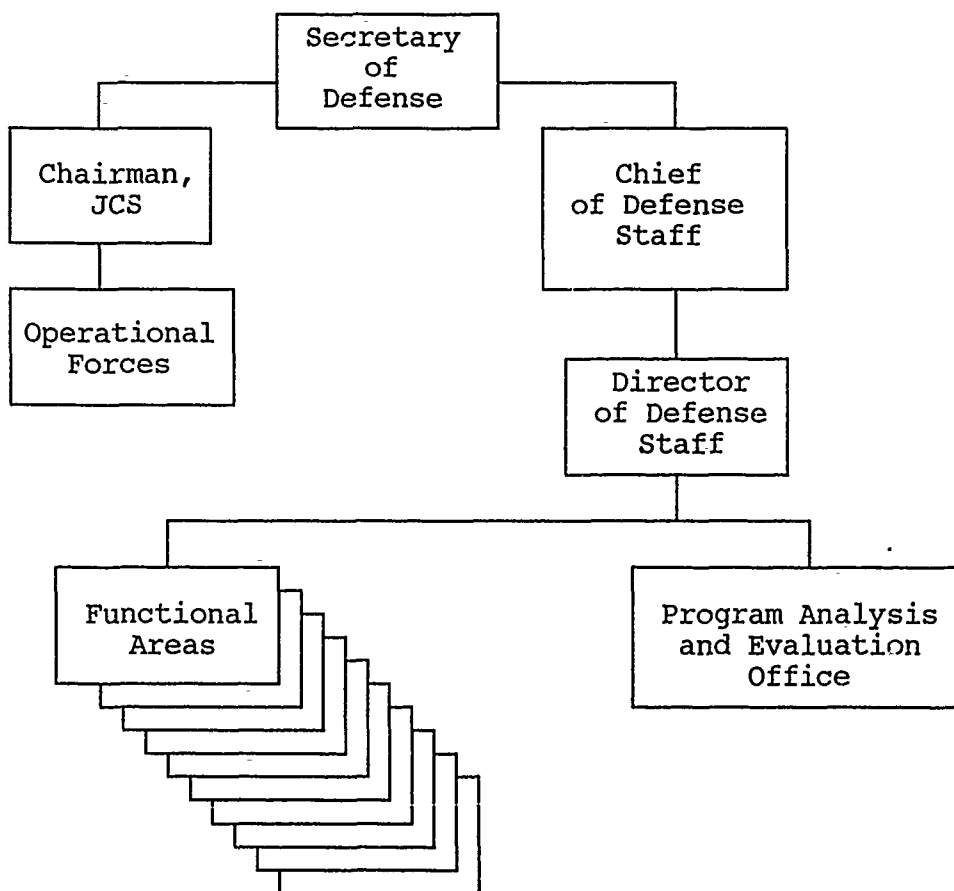 Secretary
of
Defense
Chairman,
JCS
Chief
of Defense
Staff
Operational
Forces
Director
of Defense
Staff
Functional
Areas
Program Analysis
and Evaluation
Office